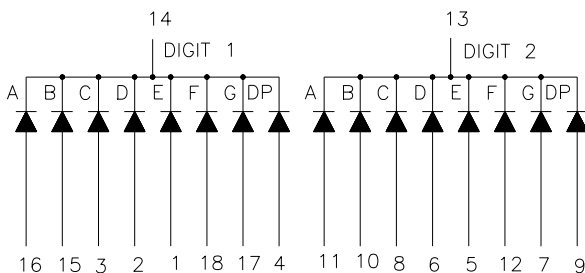 14 13
DIGIT 1 DIGIT 2
A B C D E F G DP A B C D E F G DP
16 15 3 2 1 18 17 4 11 10 8 6 5 12 7 9